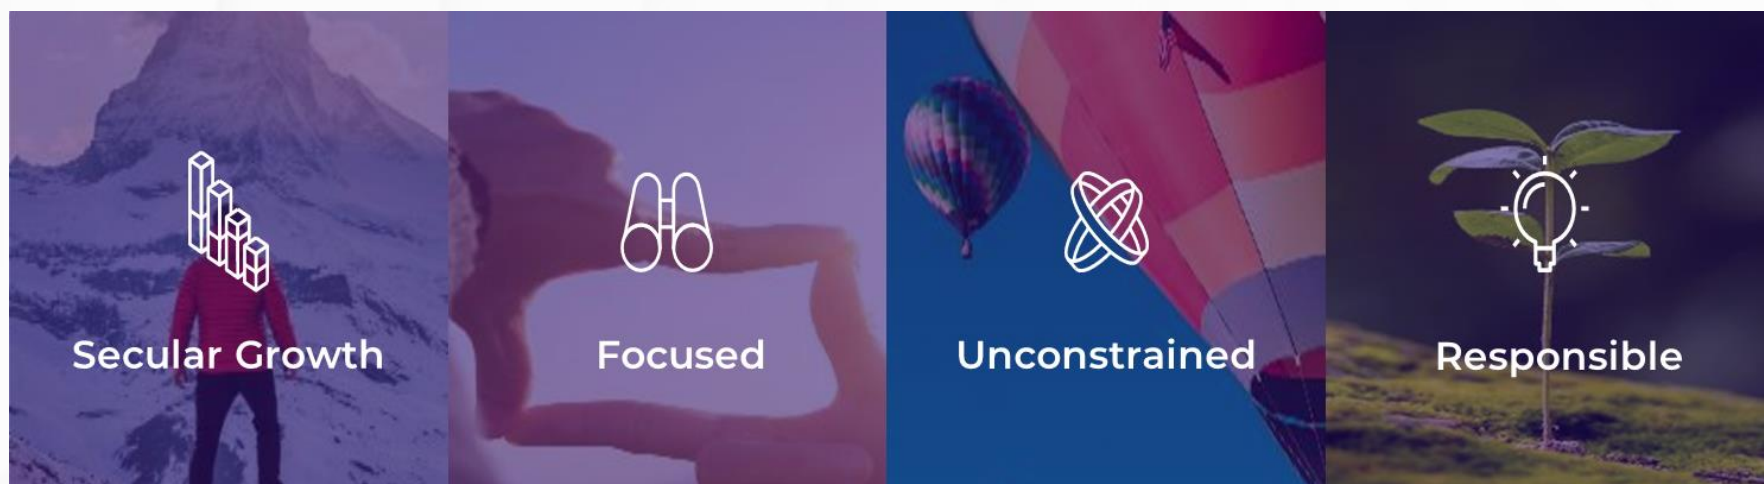 Secular Growth
Focused
Unconstrained
Responsible